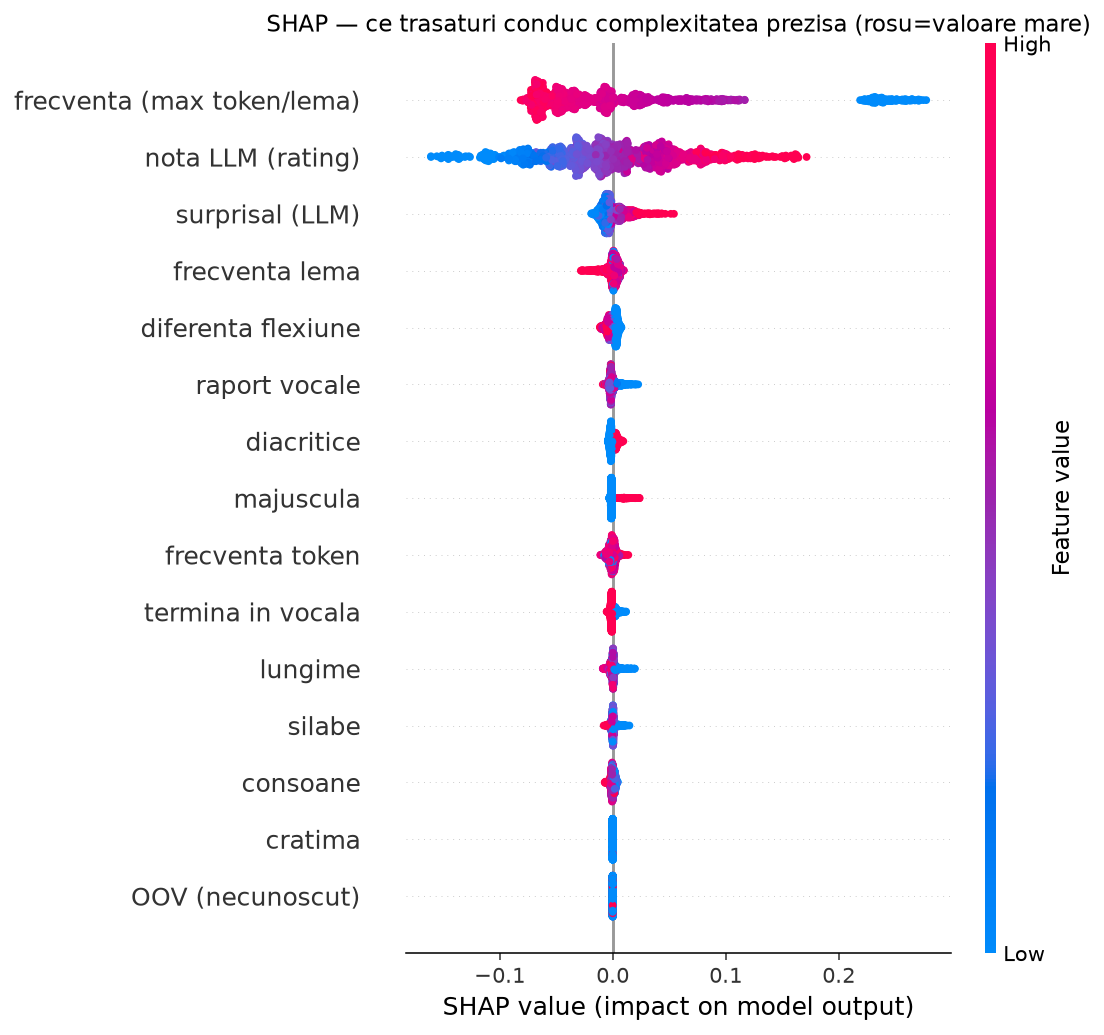 SHAP — ce trasaturi conduc complexitatea prezisa (rosu=valoare mare)
High
frecventa (max token/lema)
nota LLM (rating)
surprisal (LLM)
frecventa lema
diferenta flexiune
raport vocale
diacritice
majuscula
frecventa token
termina in vocala
lungime
silabe
consoane
cratima
OOV (necunoscut)
Feature value
Low
−0.1 0.0 0.1 0.2
SHAP value (impact on model output)